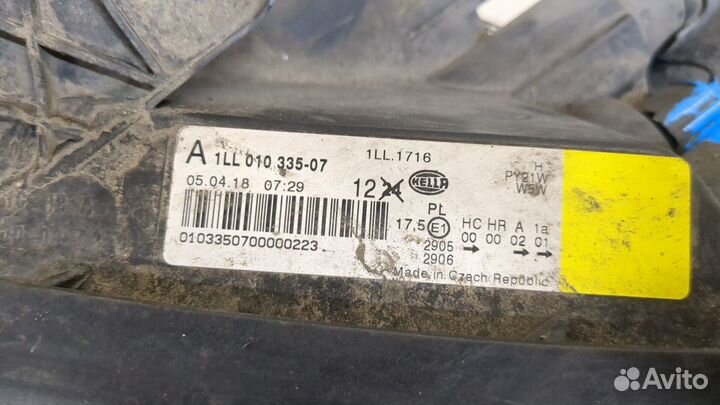 A 1LL 010 335-07 1LL.1716
05.04.18 07:29 12 24 HELLA
0103350700000223
PL
17,5 E1
2905
2906
H
PY21W
W5W
HC HR A 1a
00 00 02 01
Made in Czech Republic
Avito